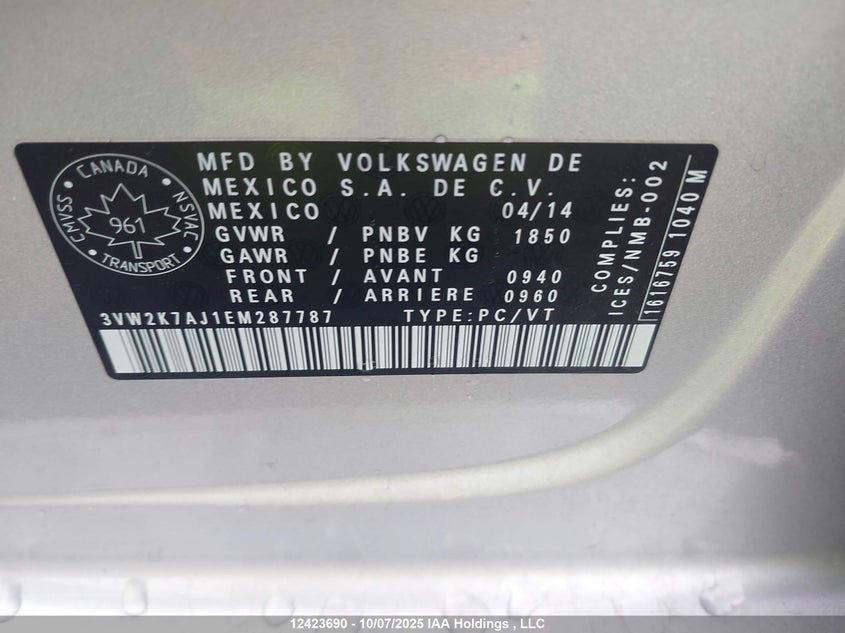 CANADA
CMVSS
NSVAC
961
TRANSPORT
MFD BY VOLKSWAGEN DE
MEXICO S.A. DE C.V.
MEXICO 04/14
GVWR / PNBV KG 1850
GAWR / PNBE KG
FRONT / AVANT 0940
REAR / ARRIERE 0960
3VW2K7AJ1EM287787 TYPE:PC/VT
COMPLIES:
ICES/NMB-002
1616759 1040 M
12423690 - 10/07/2025 IAA Holdings , LLC